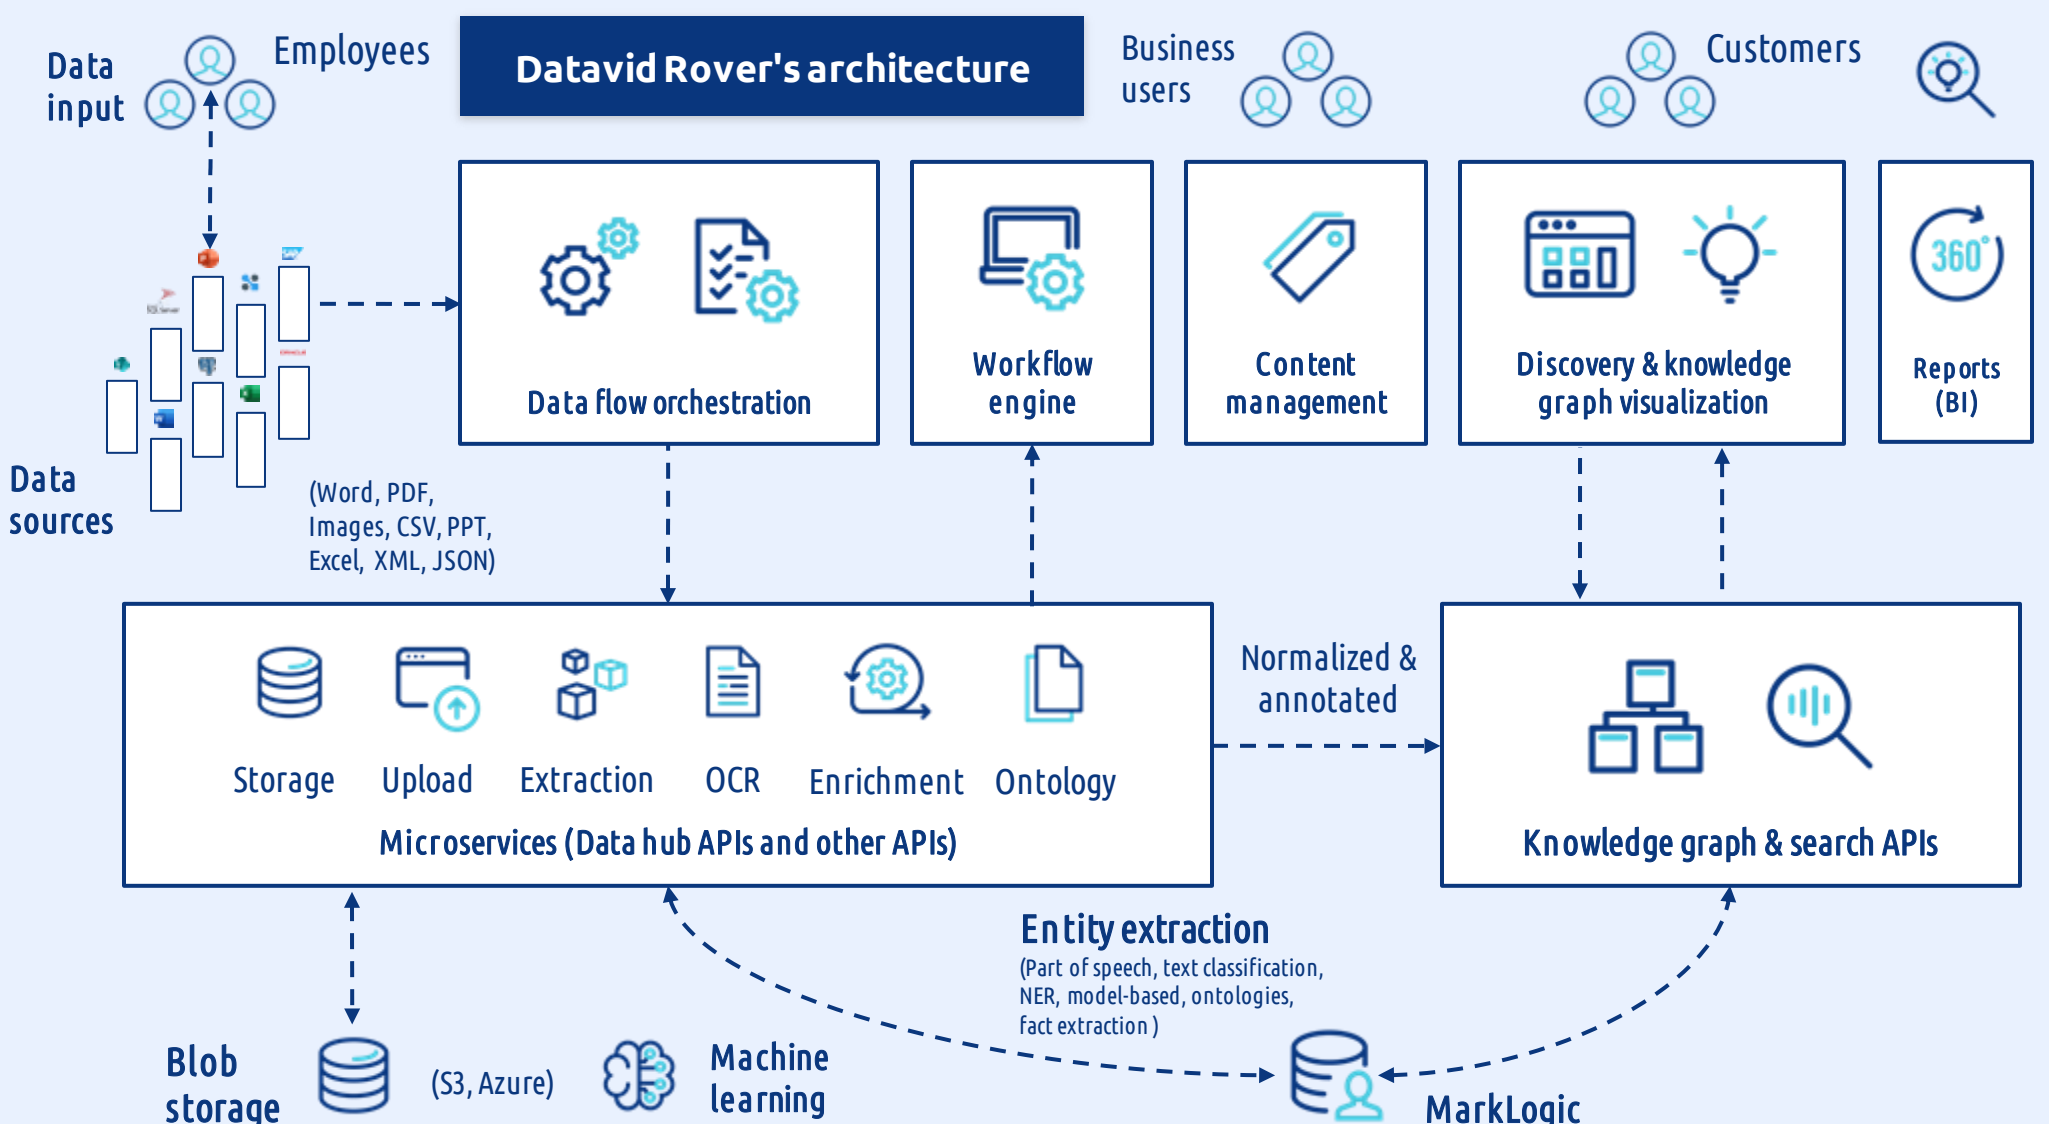 Data
input
Employees
Datavid Rover's architecture
Business
users
Customers
SQL Server
ORACLE
Data
sources
(Word, PDF,
Images, CSV, PPT,
Excel, XML, JSON)
Data flow orchestration
Workflow
engine
Content
management
Discovery & knowledge
graph visualization
360°
Reports
(BI)
Storage
Upload
Extraction
OCR
Enrichment
Ontology
Microservices (Data hub APIs and other APIs)
Normalized &
annotated
Knowledge graph & search APIs
Entity extraction
(Part of speech, text classification,
NER, model-based, ontologies,
fact extraction )
Blob
storage
(S3, Azure)
Machine
learning
MarkLogic